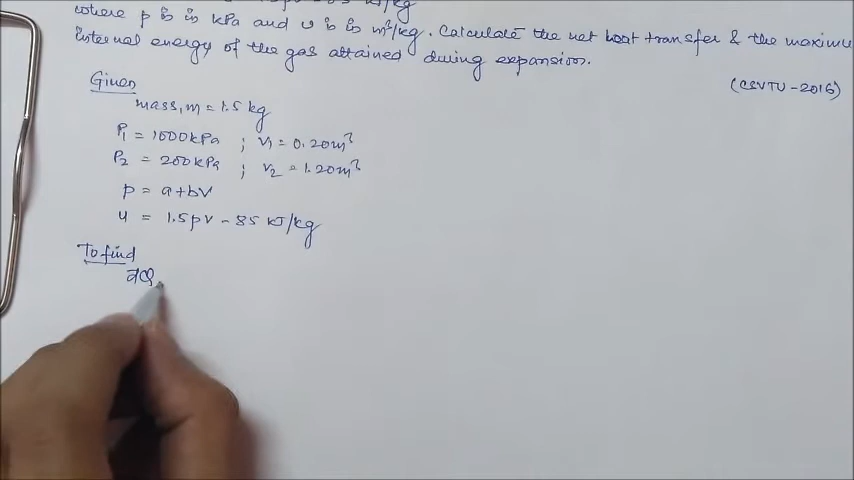 where p is in kPa and v is in m³/kg. Calculate the net heat transfer & the maximum
internal energy of the gas attained during expansion.
(CSVTU - 2016)
Given
mass, m = 1.5 kg
P₁ = 1000 kPa ; V₁ = 0.20 m³
P₂ = 200 kPa ; V₂ = 1.20 m³
p = a + bV
u = 1.5pv - 85 kJ/kg
To find
dQ,